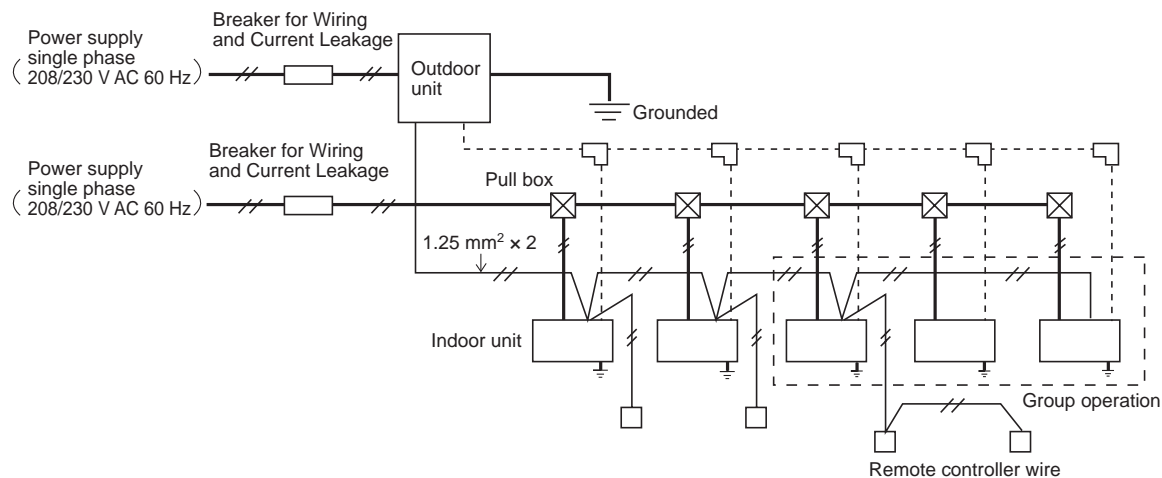 Breaker for Wiring
and Current Leakage
Power supply
single phase
( 208/230 V AC 60 Hz )
Outdoor
unit
Grounded
Breaker for Wiring
and Current Leakage
Power supply
single phase
( 208/230 V AC 60 Hz )
Pull box
1.25 mm² × 2
Indoor unit
Group operation
Remote controller wire